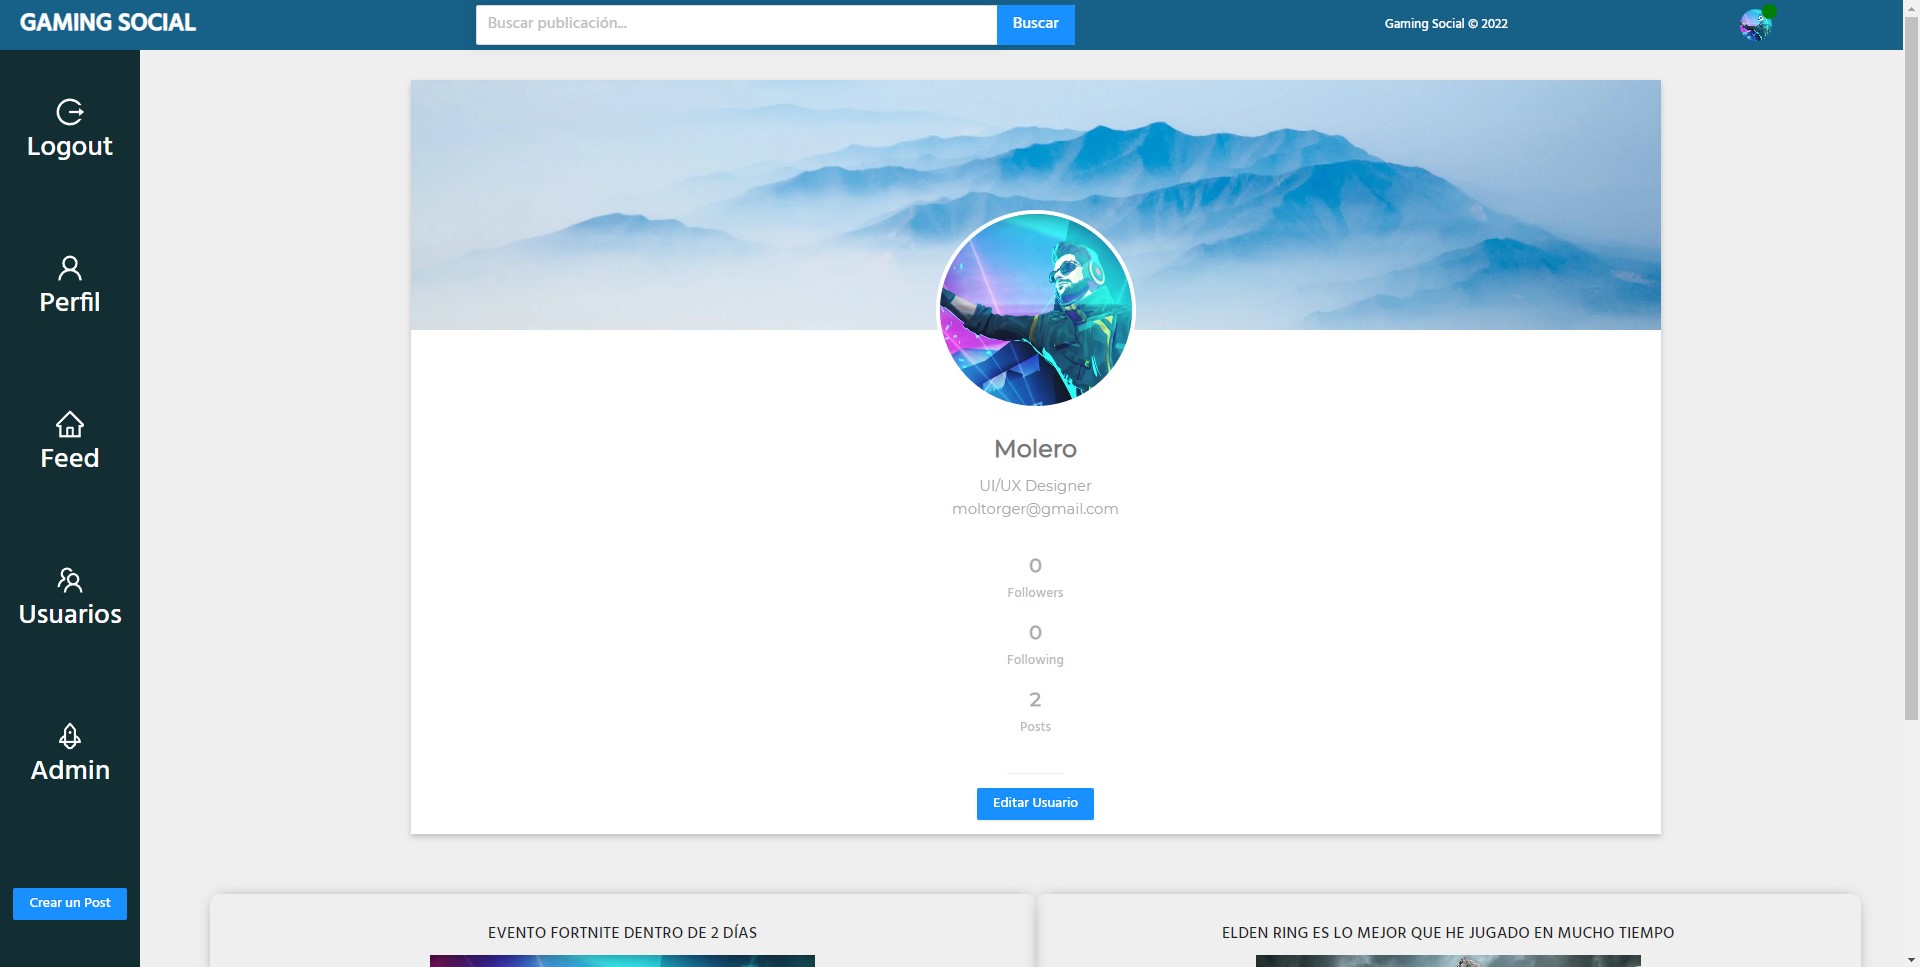 GAMING SOCIAL
Buscar publicación...
Buscar
Gaming Social © 2022
Logout
Perfil
Feed
Usuarios
Admin
Crear un Post
Molero
UI/UX Designer
moltorger@gmail.com
0
Followers
0
Following
2
Posts
Editar Usuario
EVENTO FORTNITE DENTRO DE 2 DÍAS
ELDEN RING ES LO MEJOR QUE HE JUGADO EN MUCHO TIEMPO